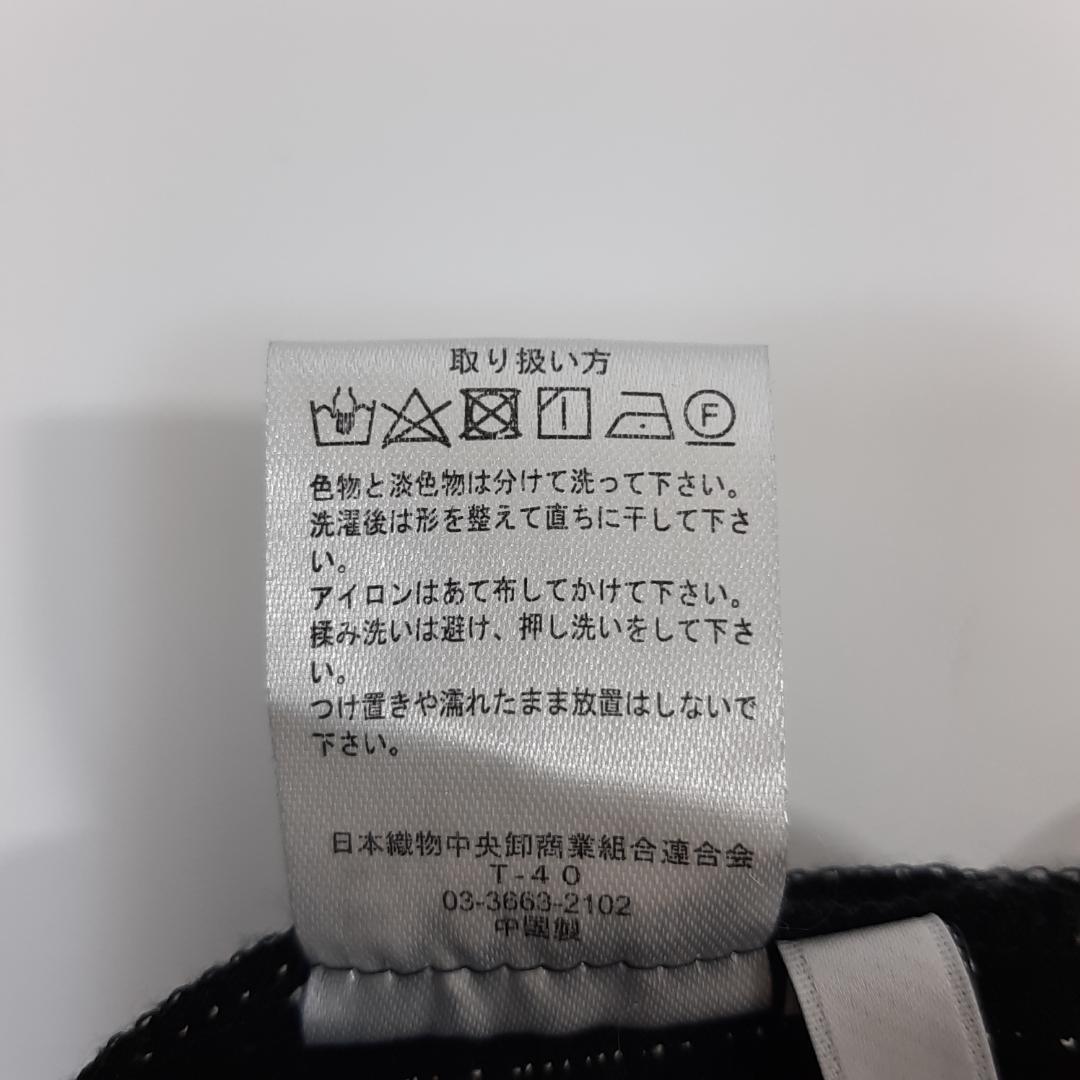 取り扱い方
F
色物と淡色物は分けて洗って下さい。
洗濯後は形を整えて直ちに干して下さ
い。
アイロンはあて布してかけて下さい。
揉み洗いは避け、押し洗いをして下さ
い。
つけ置きや濡れたまま放置はしないで
下さい。
日本織物中央卸商業組合連合会
T-40
03-3663-2102
中国製